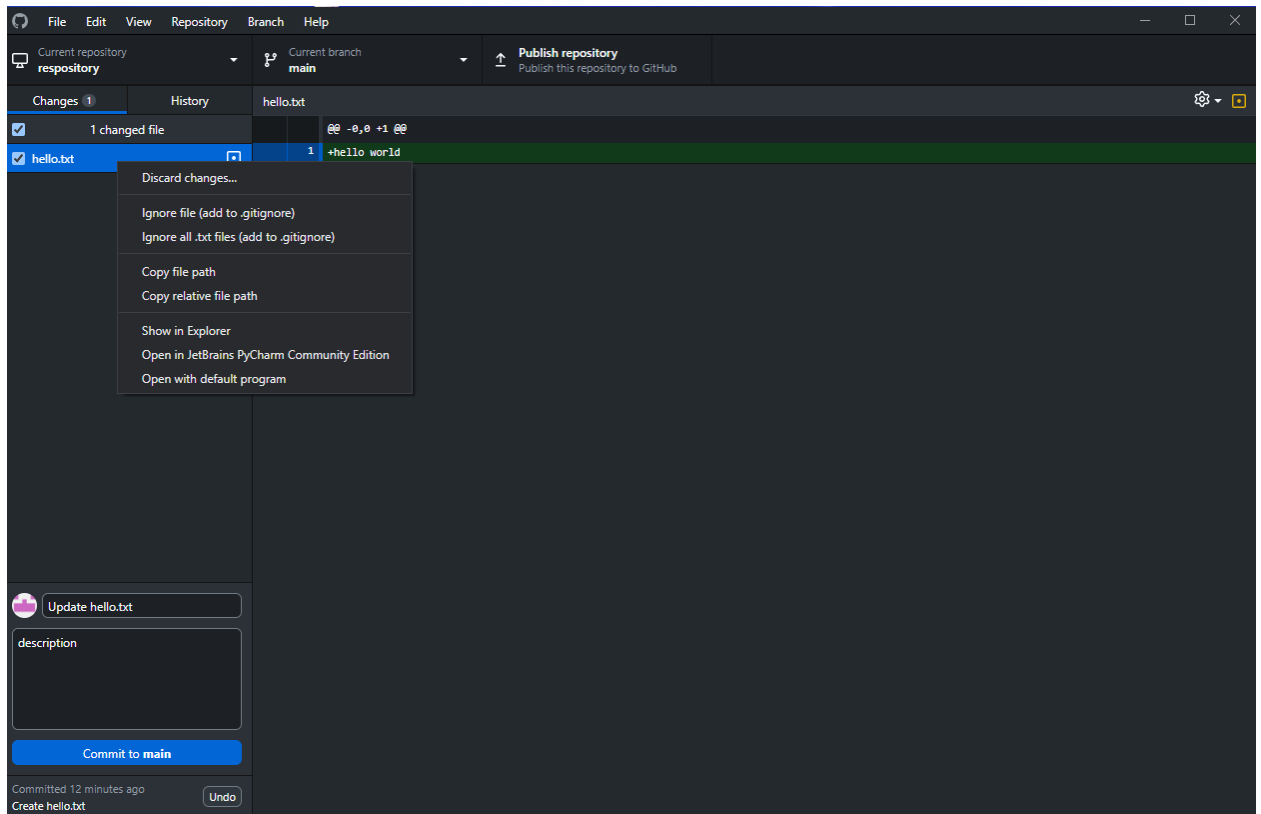 File Edit View Repository Branch Help
Current repository
respository
Current branch
main
Publish repository
Publish this repository to GitHub
Changes 1 History
hello.txt
1 changed file
@@ -0,0 +1 @@
hello.txt
1 +hello world
Discard changes...
Ignore file (add to .gitignore)
Ignore all .txt files (add to .gitignore)
Copy file path
Copy relative file path
Show in Explorer
Open in JetBrains PyCharm Community Edition
Open with default program
Update hello.txt
description
Commit to main
Committed 12 minutes ago
Create hello.txt
Undo